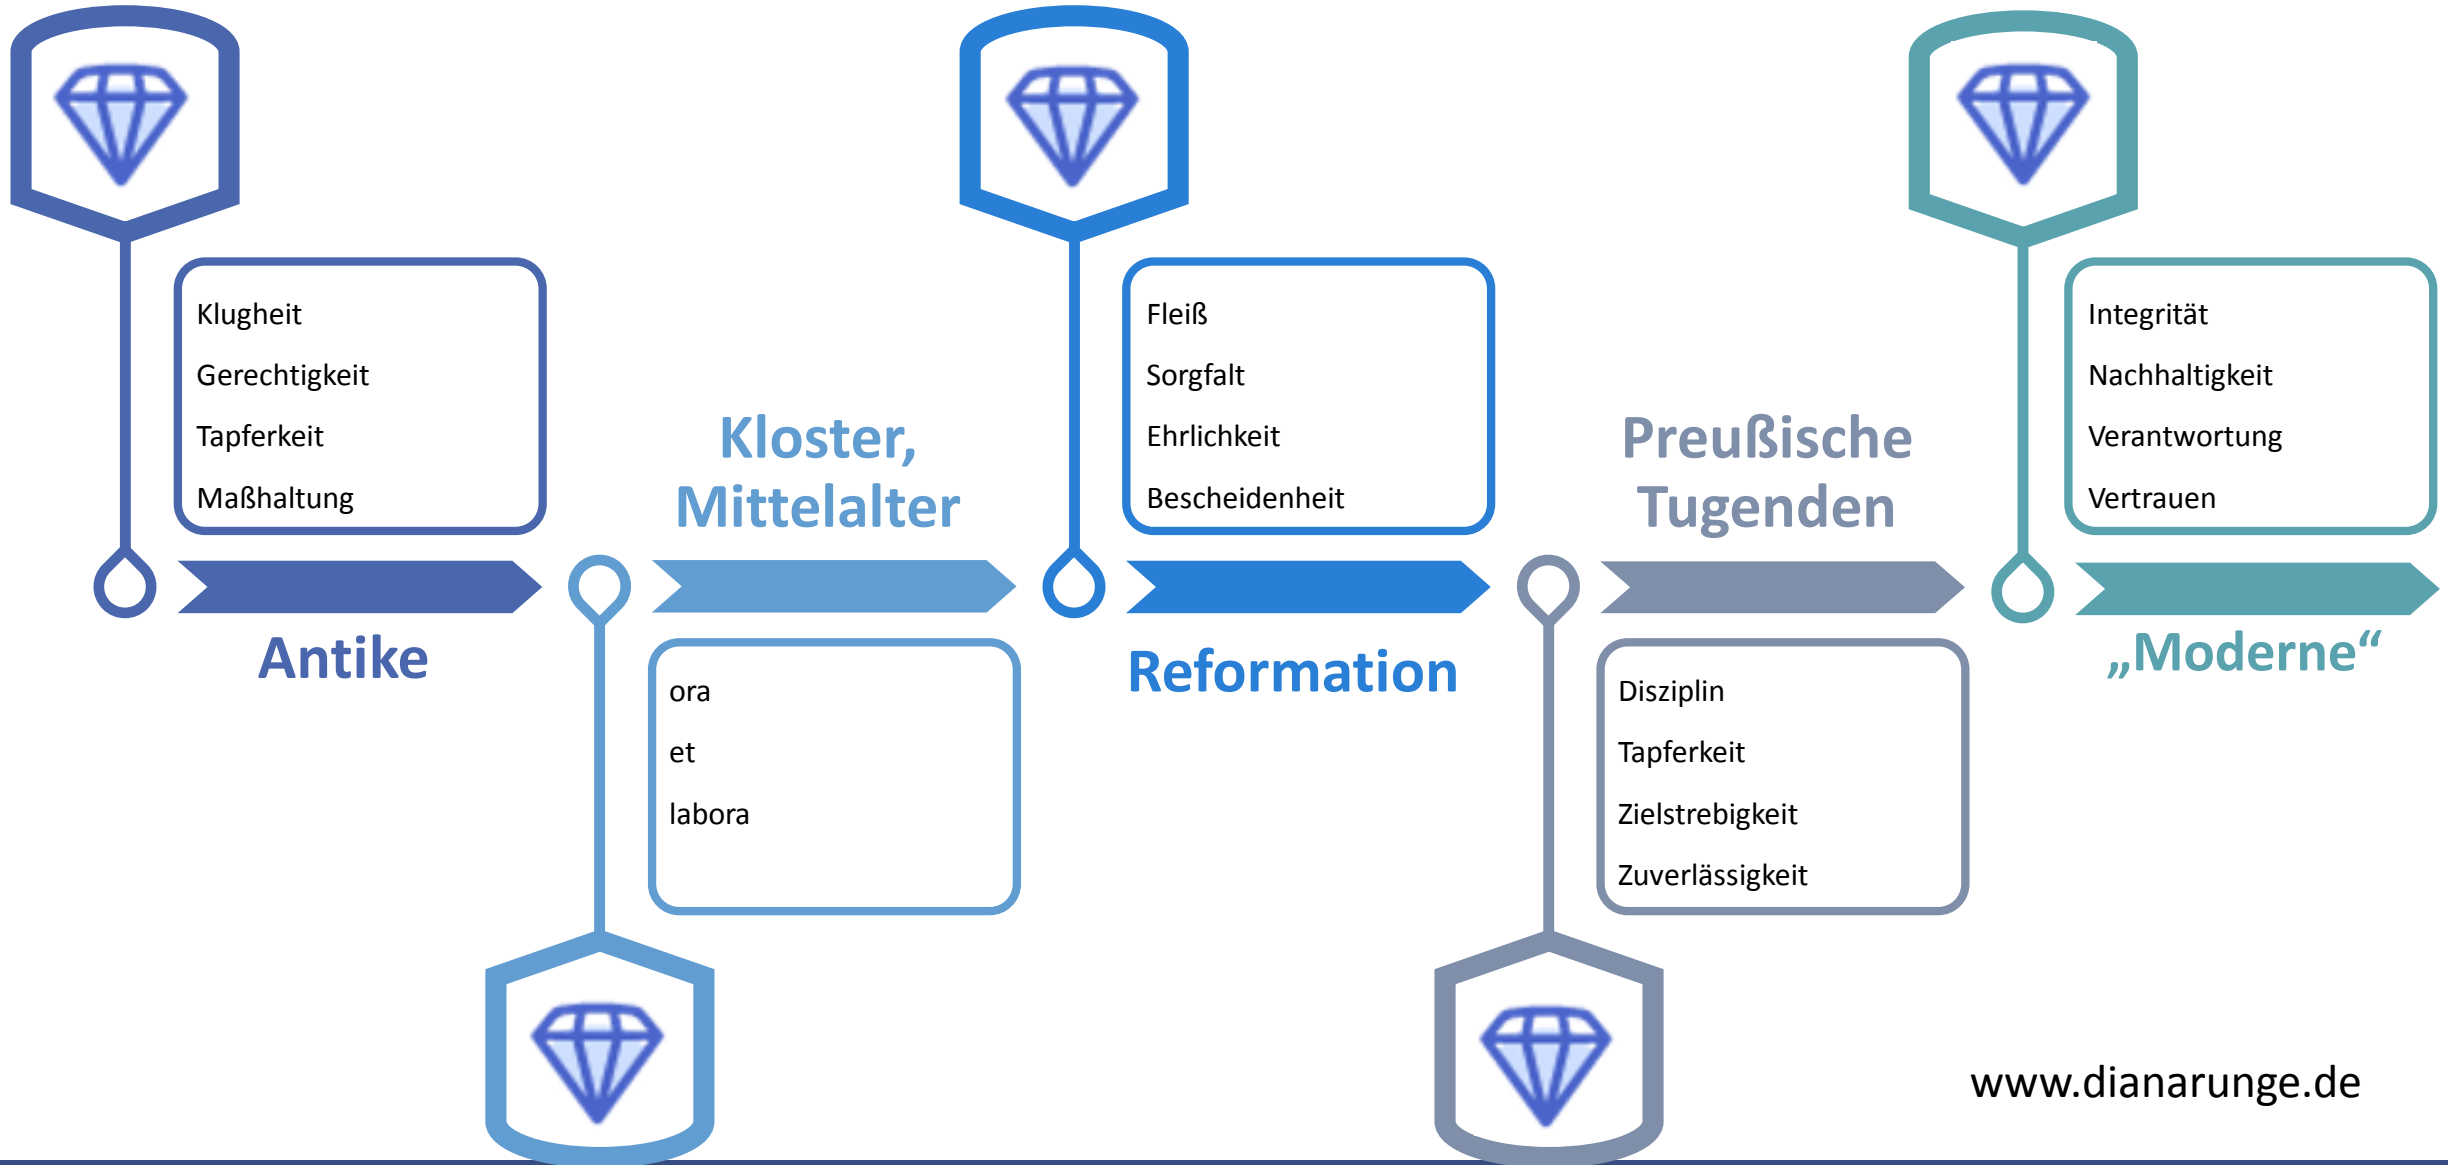 Klugheit
Gerechtigkeit
Tapferkeit
Maßhaltung
Antike
Kloster,
Mittelalter
ora
et
labora
Fleiß
Sorgfalt
Ehrlichkeit
Bescheidenheit
Reformation
Preußische
Tugenden
Disziplin
Tapferkeit
Zielstrebigkeit
Zuverlässigkeit
Integrität
Nachhaltigkeit
Verantwortung
Vertrauen
„Moderne“
www.dianarunge.de